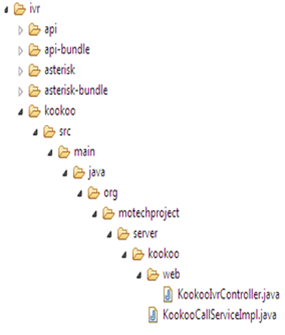 ivr
api
api-bundle
asterisk
asterisk-bundle
kookoo
src
main
java
org
motechproject
server
kookoo
web
KookooIvrController.java
KookooCallServiceImpl.java